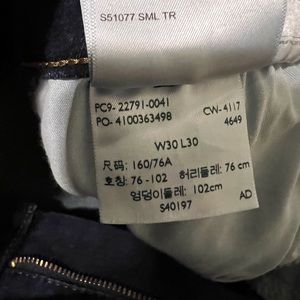 S51077 SML TR
PC9- 22791-0041
PO- 4100363498
CW- 4117
4649
W30 L30
尺码: 160/76A
호칭: 76 -102 허리둘레: 76 cm
엉덩이둘레: 102cm
S40197
AD